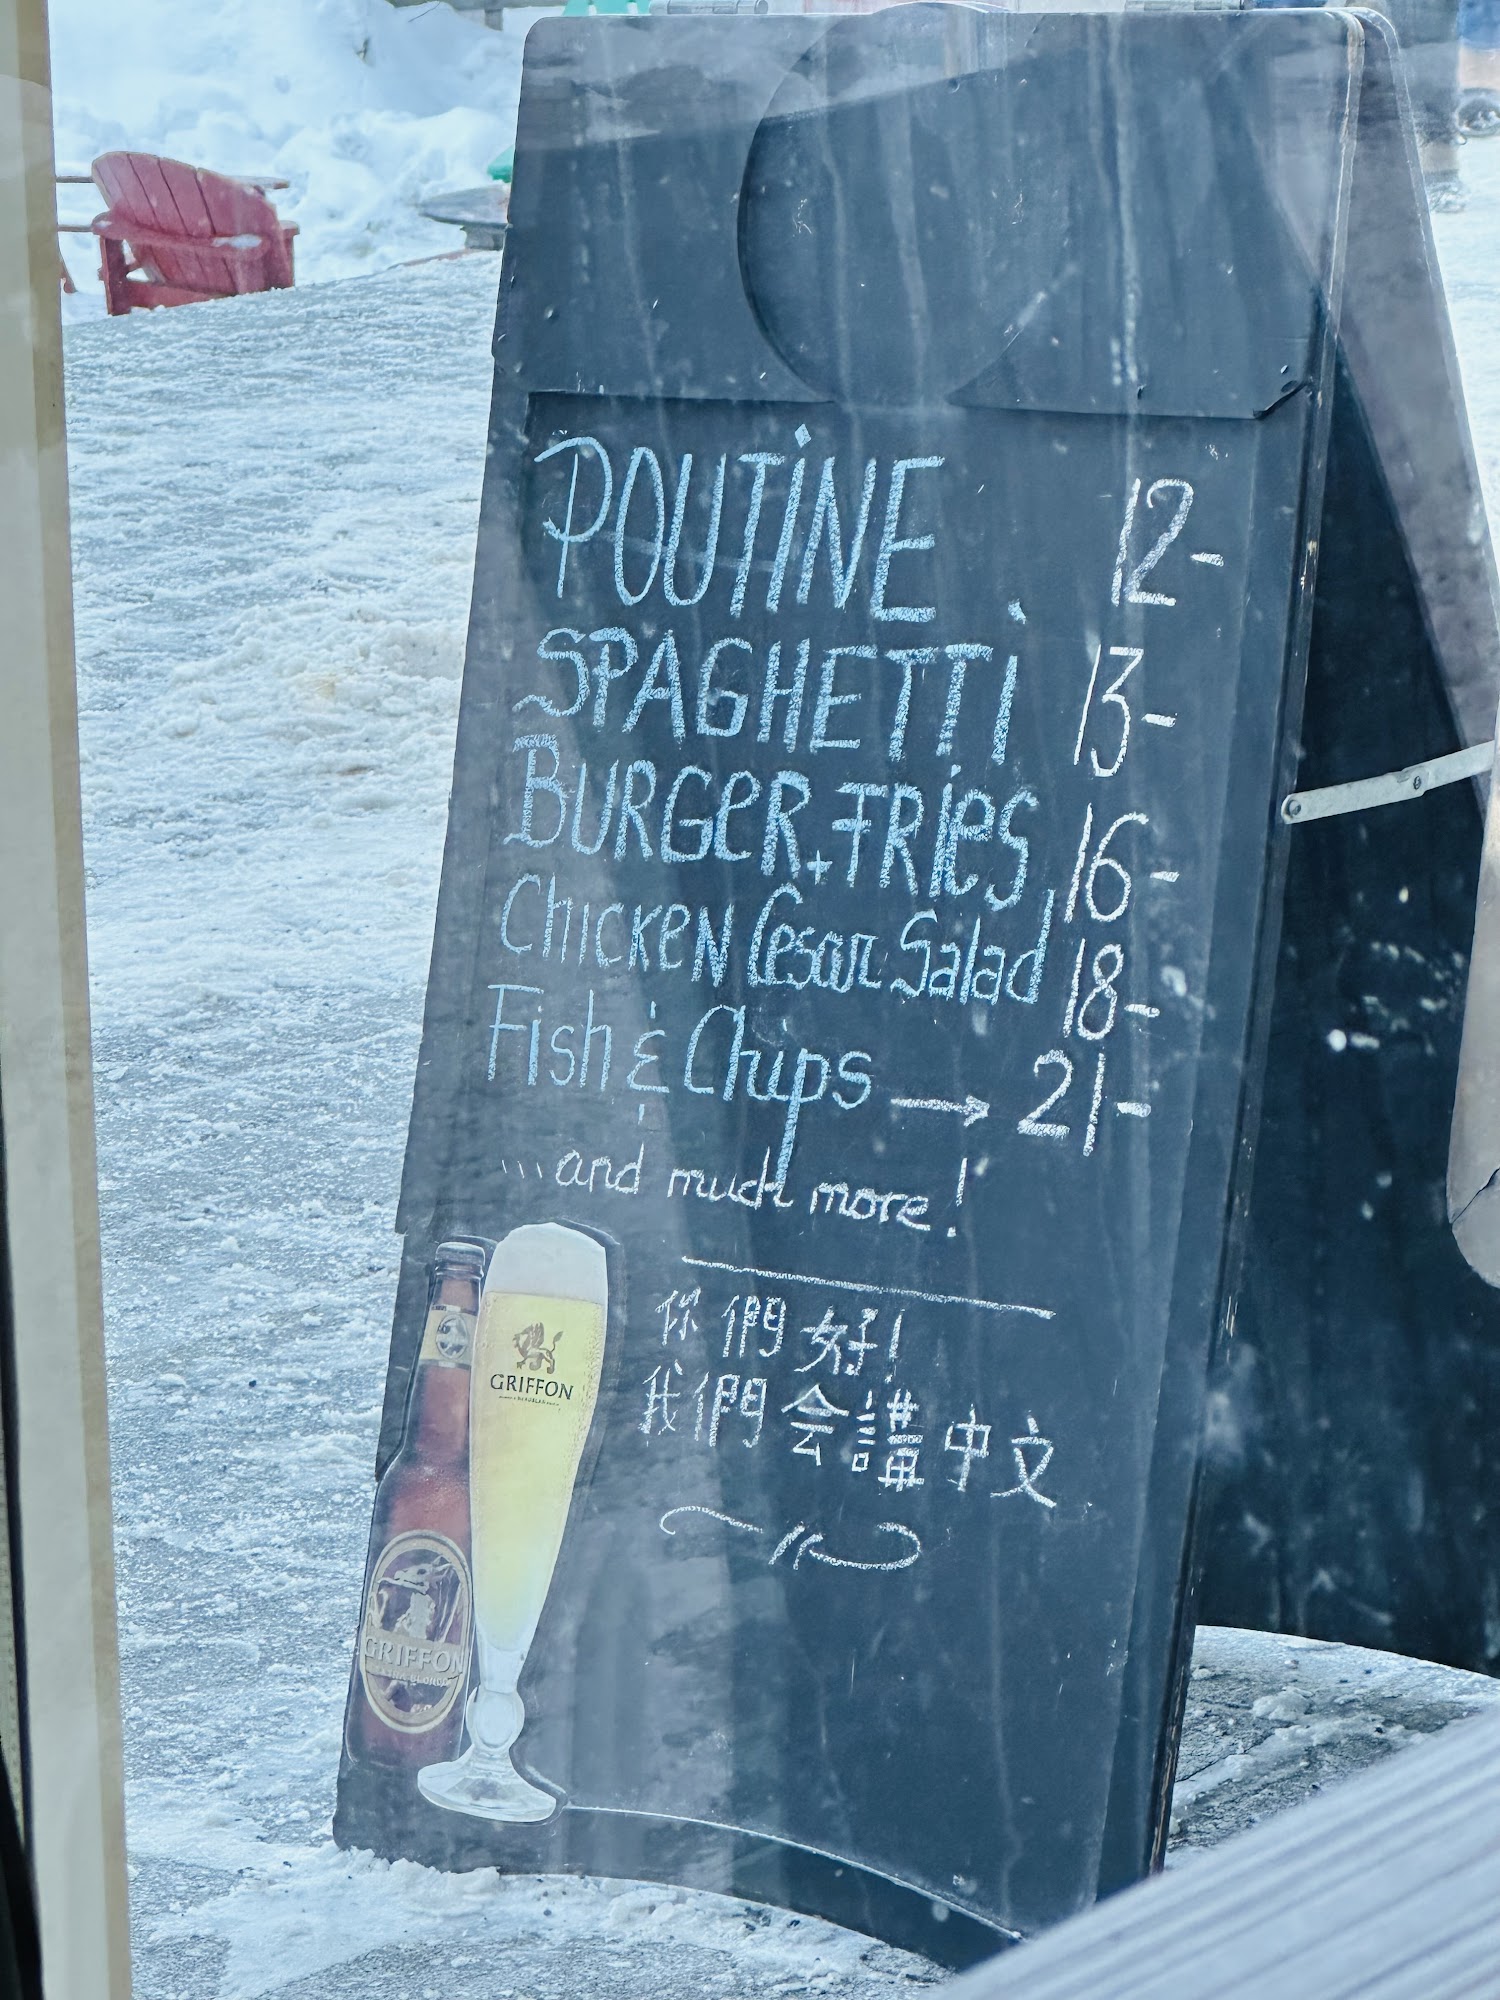 POUTINE 12-
SPAGHETTI 13-
BURGER + FRIES 16-
CHICKEN Cesar Salad 18-
Fish & Chips → 21-
...and much more!
你們好!
我們会講中文
GRIFFON
GRIFFON